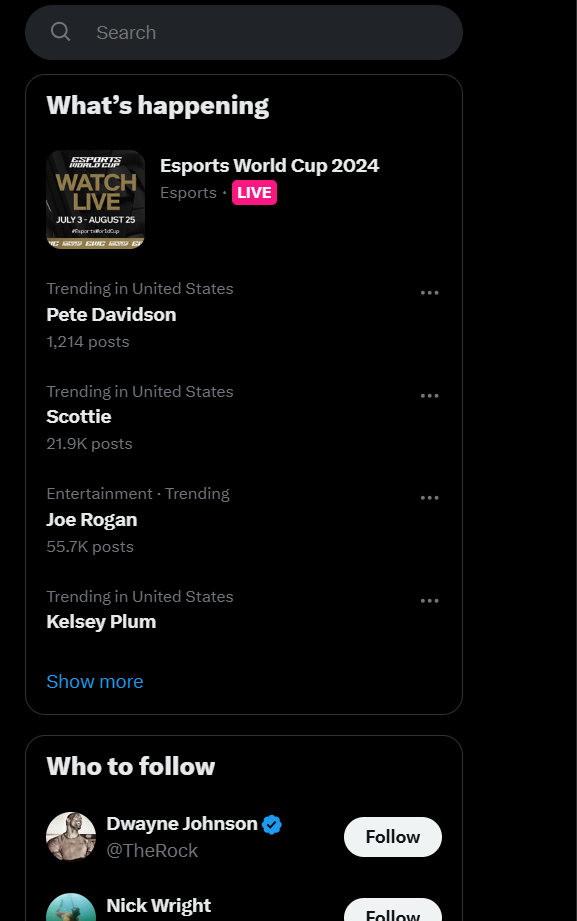 Search
What’s happening
ESPORTS
WORLD CUP
WATCH
LIVE
JULY 3 - AUGUST 25
#EsportsWorldCup
Esports World Cup 2024
Esports · LIVE
Trending in United States
Pete Davidson
1,214 posts
Trending in United States
Scottie
21.9K posts
Entertainment · Trending
Joe Rogan
55.7K posts
Trending in United States
Kelsey Plum
Show more
Who to follow
Dwayne Johnson
@TheRock
Follow
Nick Wright
Follow